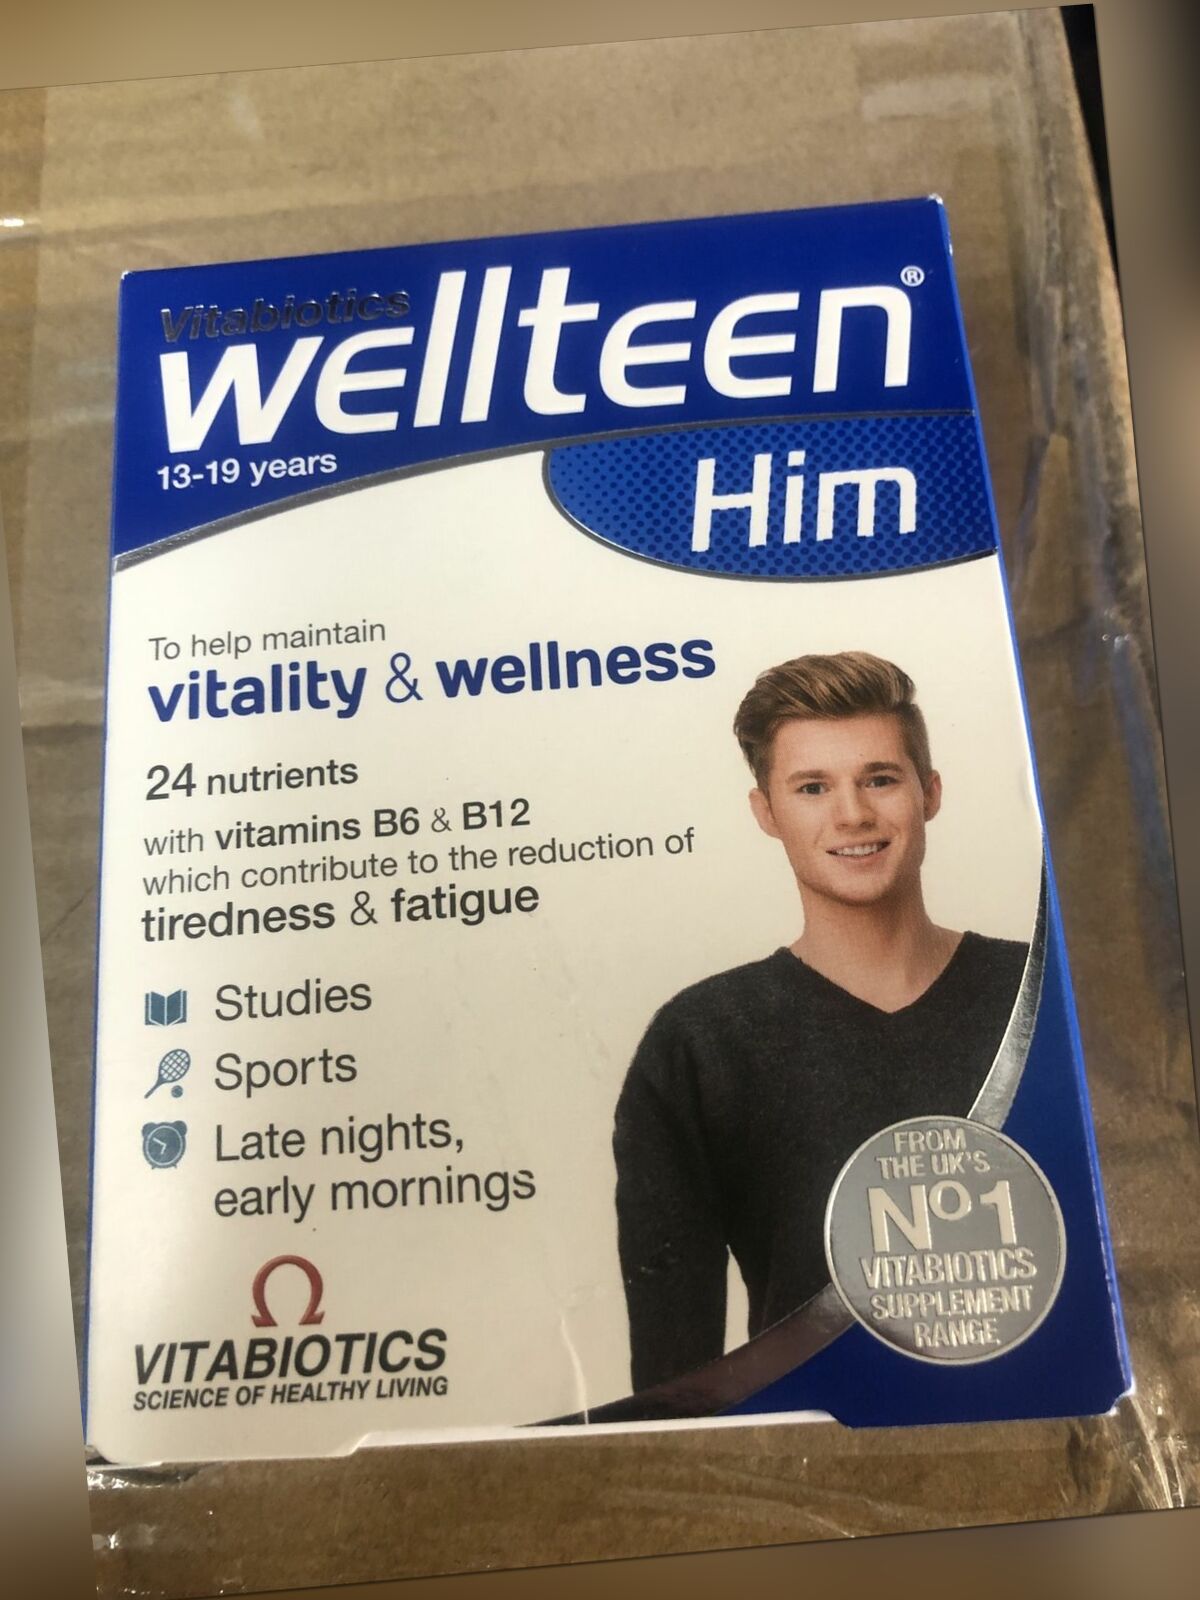 Vitabiotics
wellteen®
13-19 years
Him
To help maintain
vitality & wellness
24 nutrients
with vitamins B6 & B12
which contribute to the reduction of
tiredness & fatigue
Studies
Sports
Late nights,
early mornings
VITABIOTICS
SCIENCE OF HEALTHY LIVING
FROM
THE UK'S
Nº1
VITABIOTICS
SUPPLEMENT
RANGE